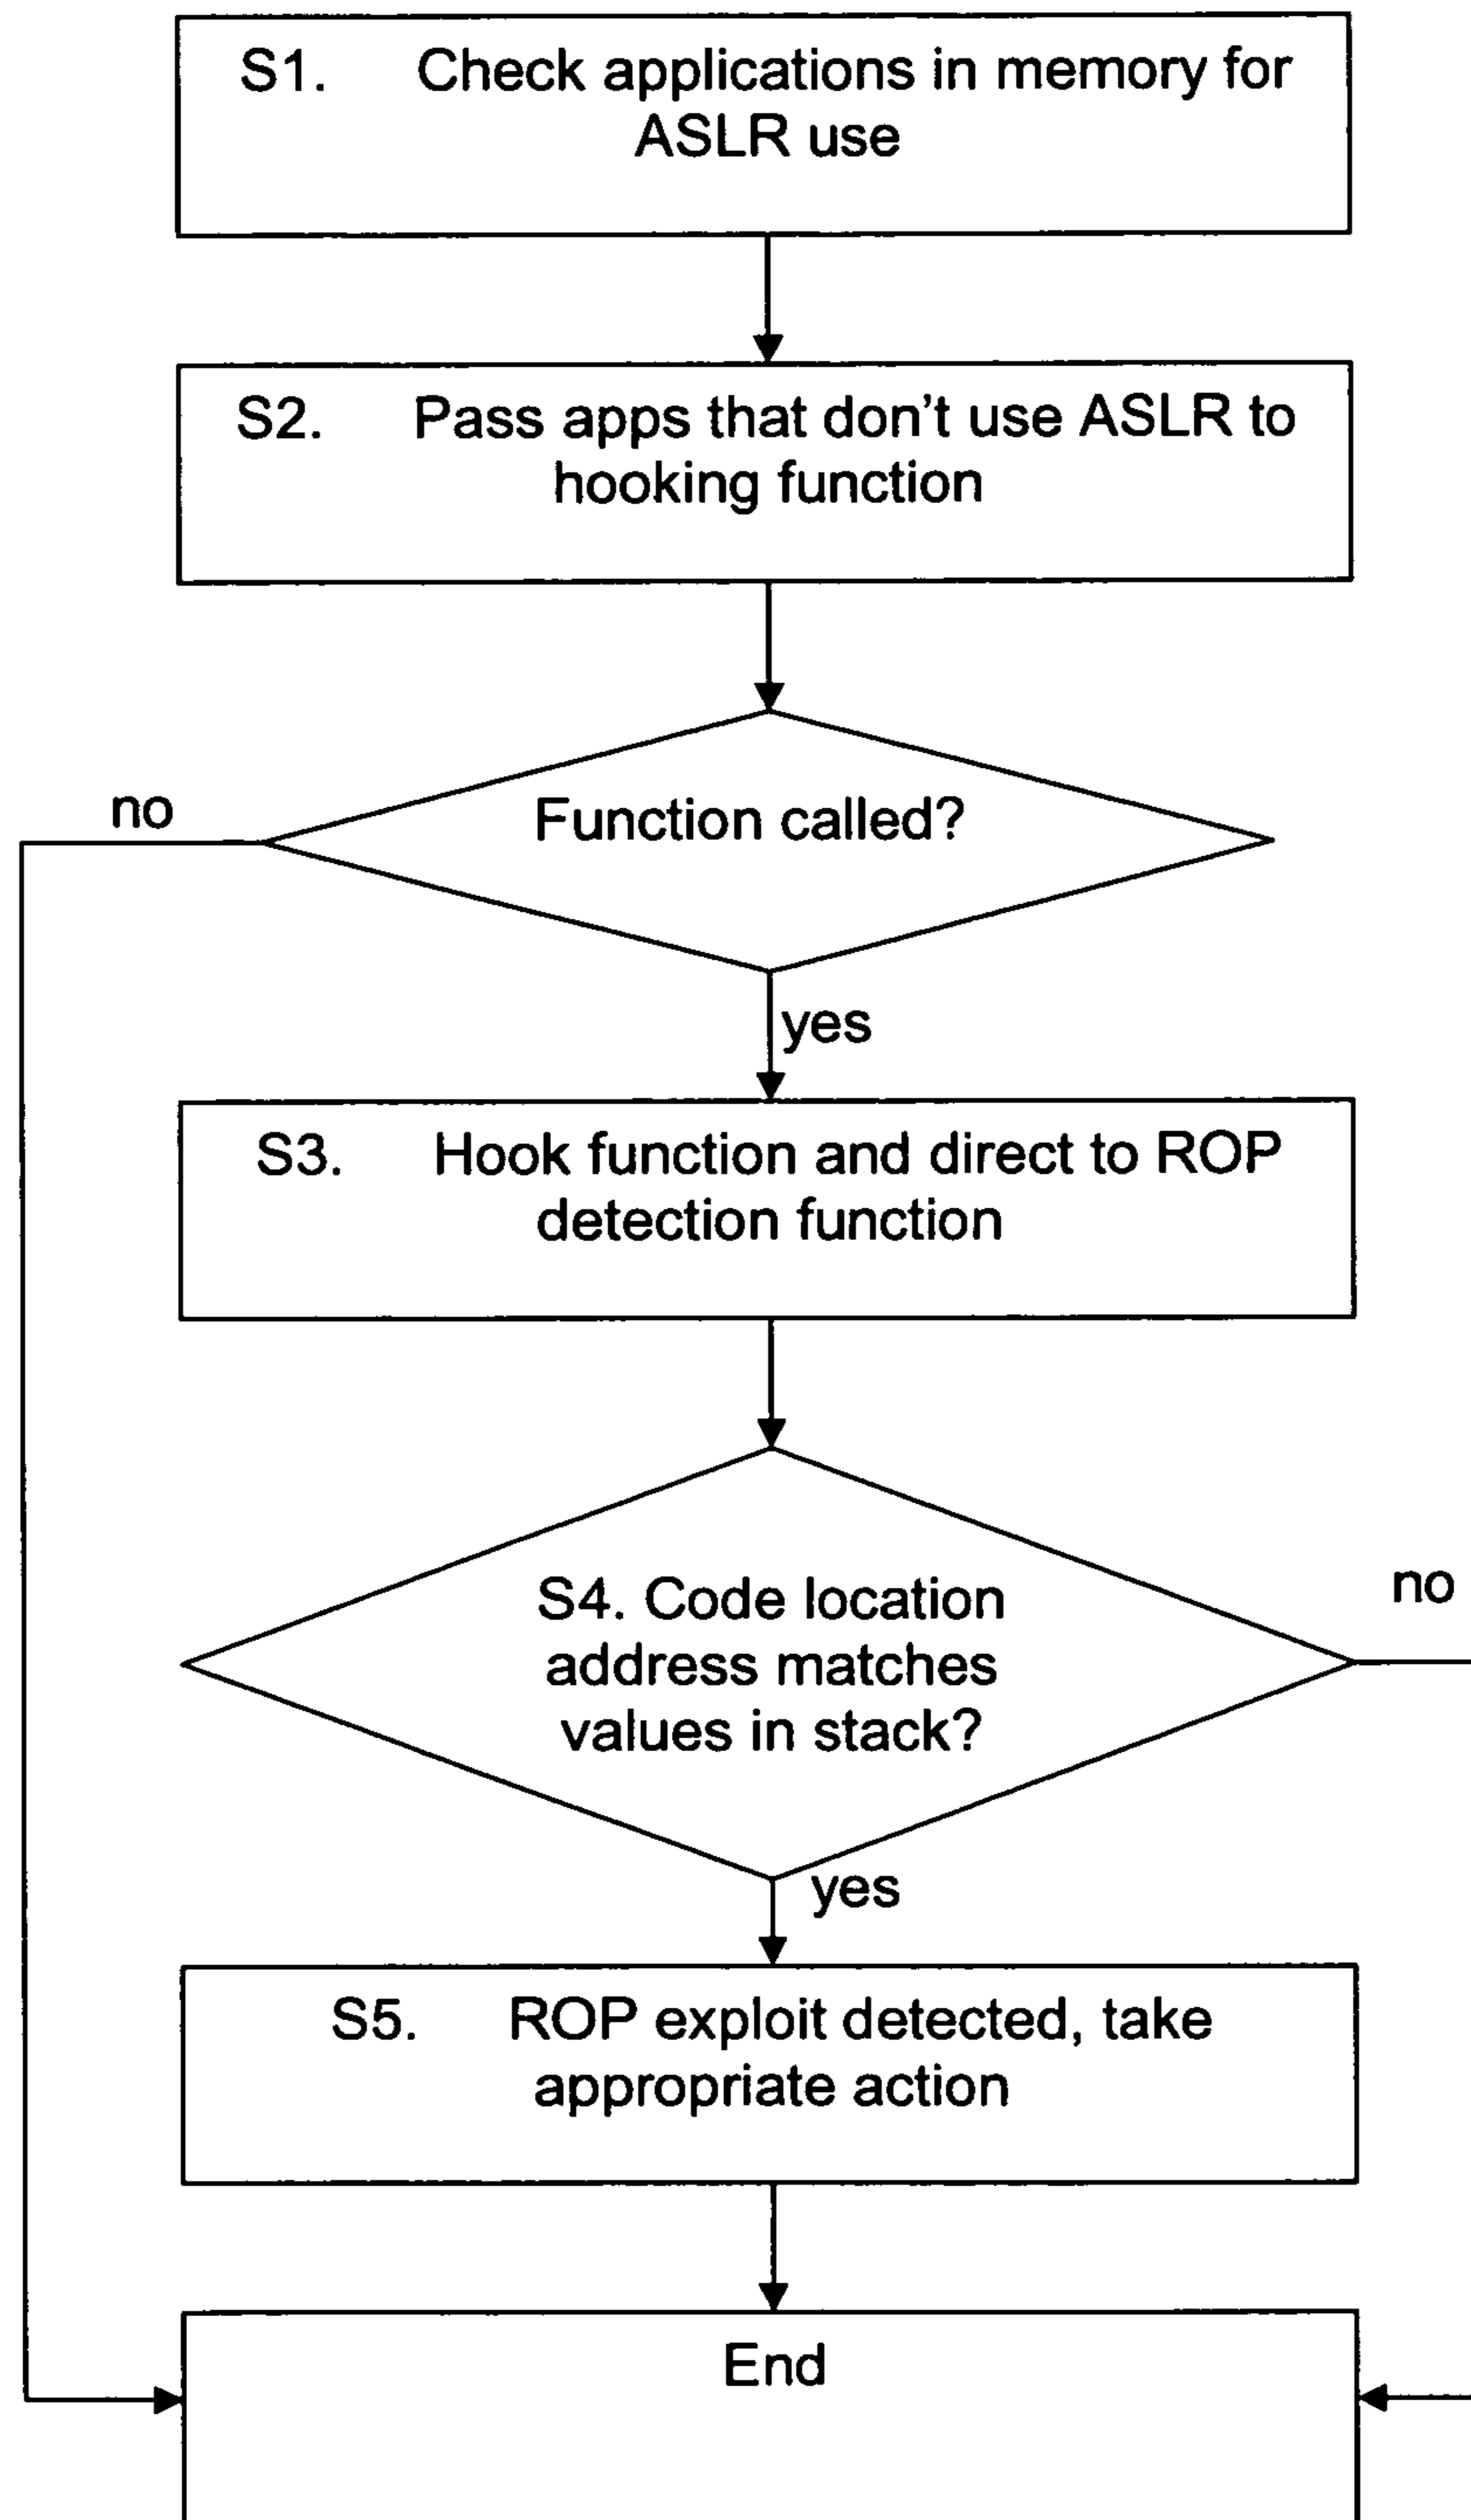 S1. Check applications in memory for
ASLR use
S2. Pass apps that don't use ASLR to
hooking function
no
Function called?
yes
S3. Hook function and direct to ROP
detection function
no
S4. Code location
address matches
values in stack?
yes
S5. ROP exploit detected, take
appropriate action
End